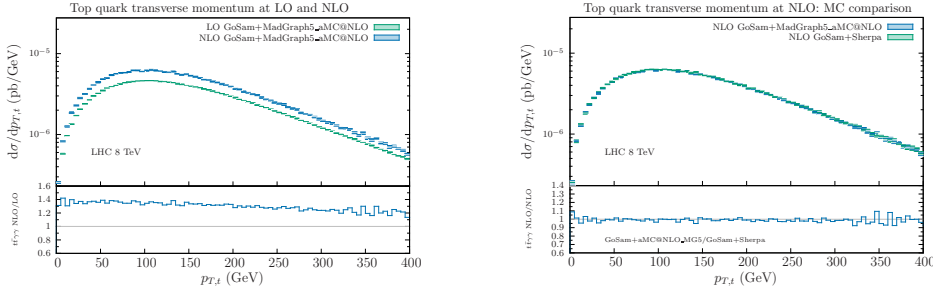 Top quark transverse momentum at LO and NLO
LO GoSam+MadGraph5_aMC@NLO
NLO GoSam+MadGraph5_aMC@NLO
10⁻⁵
10⁻⁶
dσ/dp_{T,t} (pb/GeV)
LHC 8 TeV
1.6
1.4
1.2
1
0.8
0.6
tt̄γγ NLO/LO
0 50 100 150 200 250 300 350 400
p_{T,t} (GeV)
Top quark transverse momentum at NLO: MC comparison
NLO GoSam+MadGraph5_aMC@NLO
NLO GoSam+Sherpa
10⁻⁵
10⁻⁶
dσ/dp_{T,t} (pb/GeV)
LHC 8 TeV
1.4
1.3
1.2
1.1
1.0
0.9
0.8
0.7
tt̄γγ NLO/NLO
GoSam+aMC@NLO_MG5/GoSam+Sherpa
0 50 100 150 200 250 300 350 400
p_{T,t} (GeV)